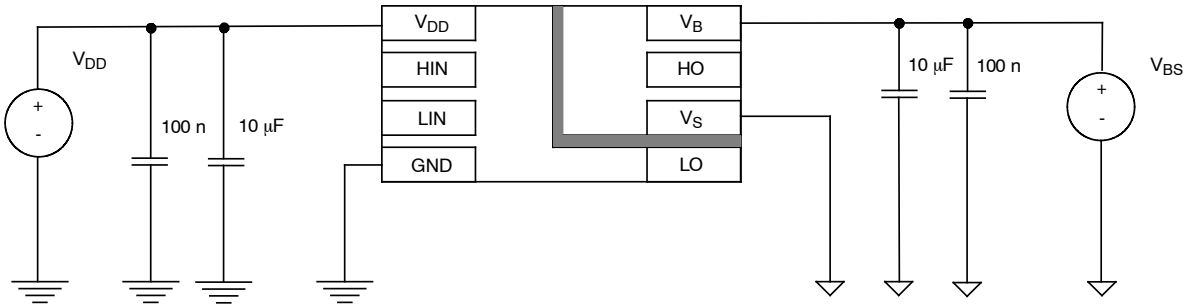 V_DD
+
-
100 n
10 μF
V_DD
HIN
LIN
GND
V_B
HO
V_S
LO
10 μF
100 n
+
-
V_BS